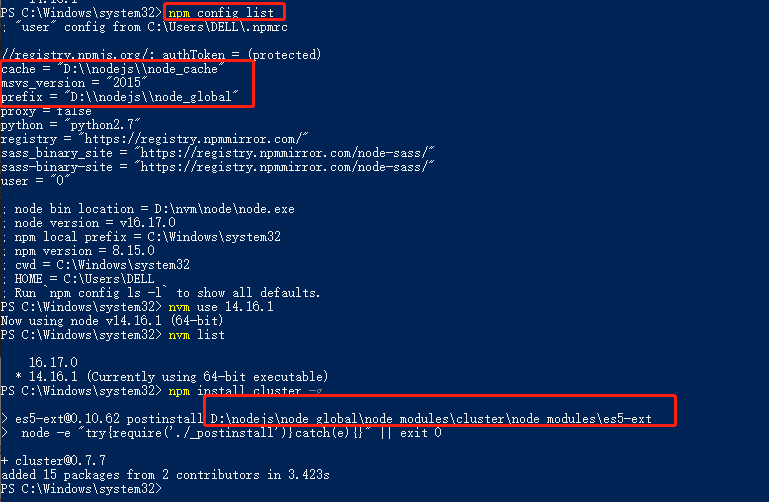 PS C:\Windows\system32> npm config list
; "user" config from C:\Users\DELL\.npmrc
//registry.npmjs.org/:_authToken = (protected)
cache = "D:\\nodejs\\node_cache"
msvs_version = "2015"
prefix = "D:\\nodejs\\node_global"
proxy = false
python = "python2.7"
registry = "https://registry.npmmirror.com/"
sass_binary_site = "https://registry.npmmirror.com/node-sass/"
sass-binary-site = "https://registry.npmmirror.com/node-sass/"
user = "0"
; node bin location = D:\nvm\node\node.exe
; node version = v16.17.0
; npm local prefix = C:\Windows\system32
; npm version = 8.15.0
; cwd = C:\Windows\system32
; HOME = C:\Users\DELL
; Run `npm config ls -l` to show all defaults.
PS C:\Windows\system32> nvm use 14.16.1
Now using node v14.16.1 (64-bit)
PS C:\Windows\system32> nvm list
16.17.0
* 14.16.1 (Currently using 64-bit executable)
PS C:\Windows\system32> npm install cluster -g
> es5-ext@0.10.62 postinstall D:\nodejs\node_global\node_modules\cluster\node_modules\es5-ext
> node -e "try{require('./_postinstall')}catch(e){}" || exit 0
+ cluster@0.7.7
added 15 packages from 2 contributors in 3.423s
PS C:\Windows\system32>